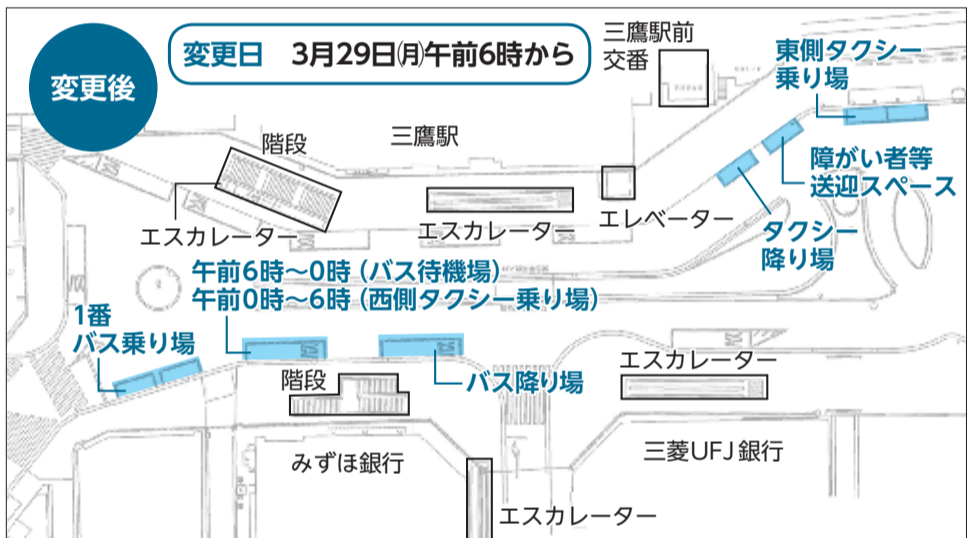 変更後
変更日 3月29日㈪午前6時から
三鷹駅前
交番
東側タクシー
乗り場
階段
三鷹駅
障がい者等
送迎スペース
エスカレーター
エスカレーター
エレベーター
タクシー
降り場
午前6時～0時（バス待機場）
午前0時～6時（西側タクシー乗り場）
1番
バス乗り場
エスカレーター
階段
バス降り場
みずほ銀行
三菱UFJ銀行
エスカレーター